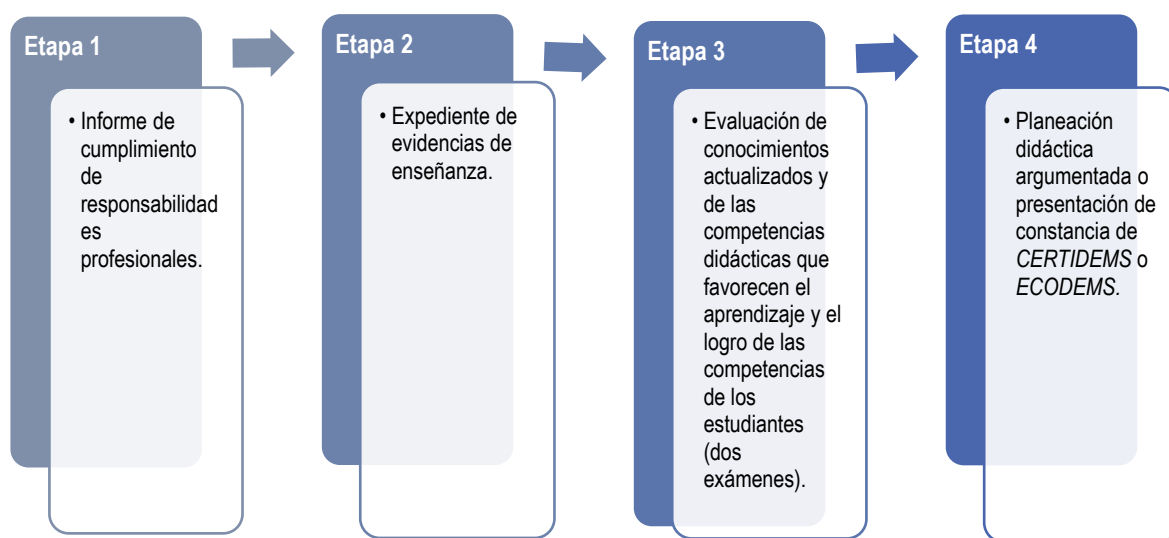 Etapa 1
• Informe de
cumplimiento
de
responsabilidad
es
profesionales.
Etapa 2
• Expediente de
evidencias de
enseñanza.
Etapa 3
• Evaluación de
conocimientos
actualizados y
de las
competencias
didácticas que
favorecen el
aprendizaje y el
logro de las
competencias
de los
estudiantes
(dos
exámenes).
Etapa 4
• Planeación
didáctica
argumentada o
presentación de
constancia de
CERTIDEMS o
ECODEMS.